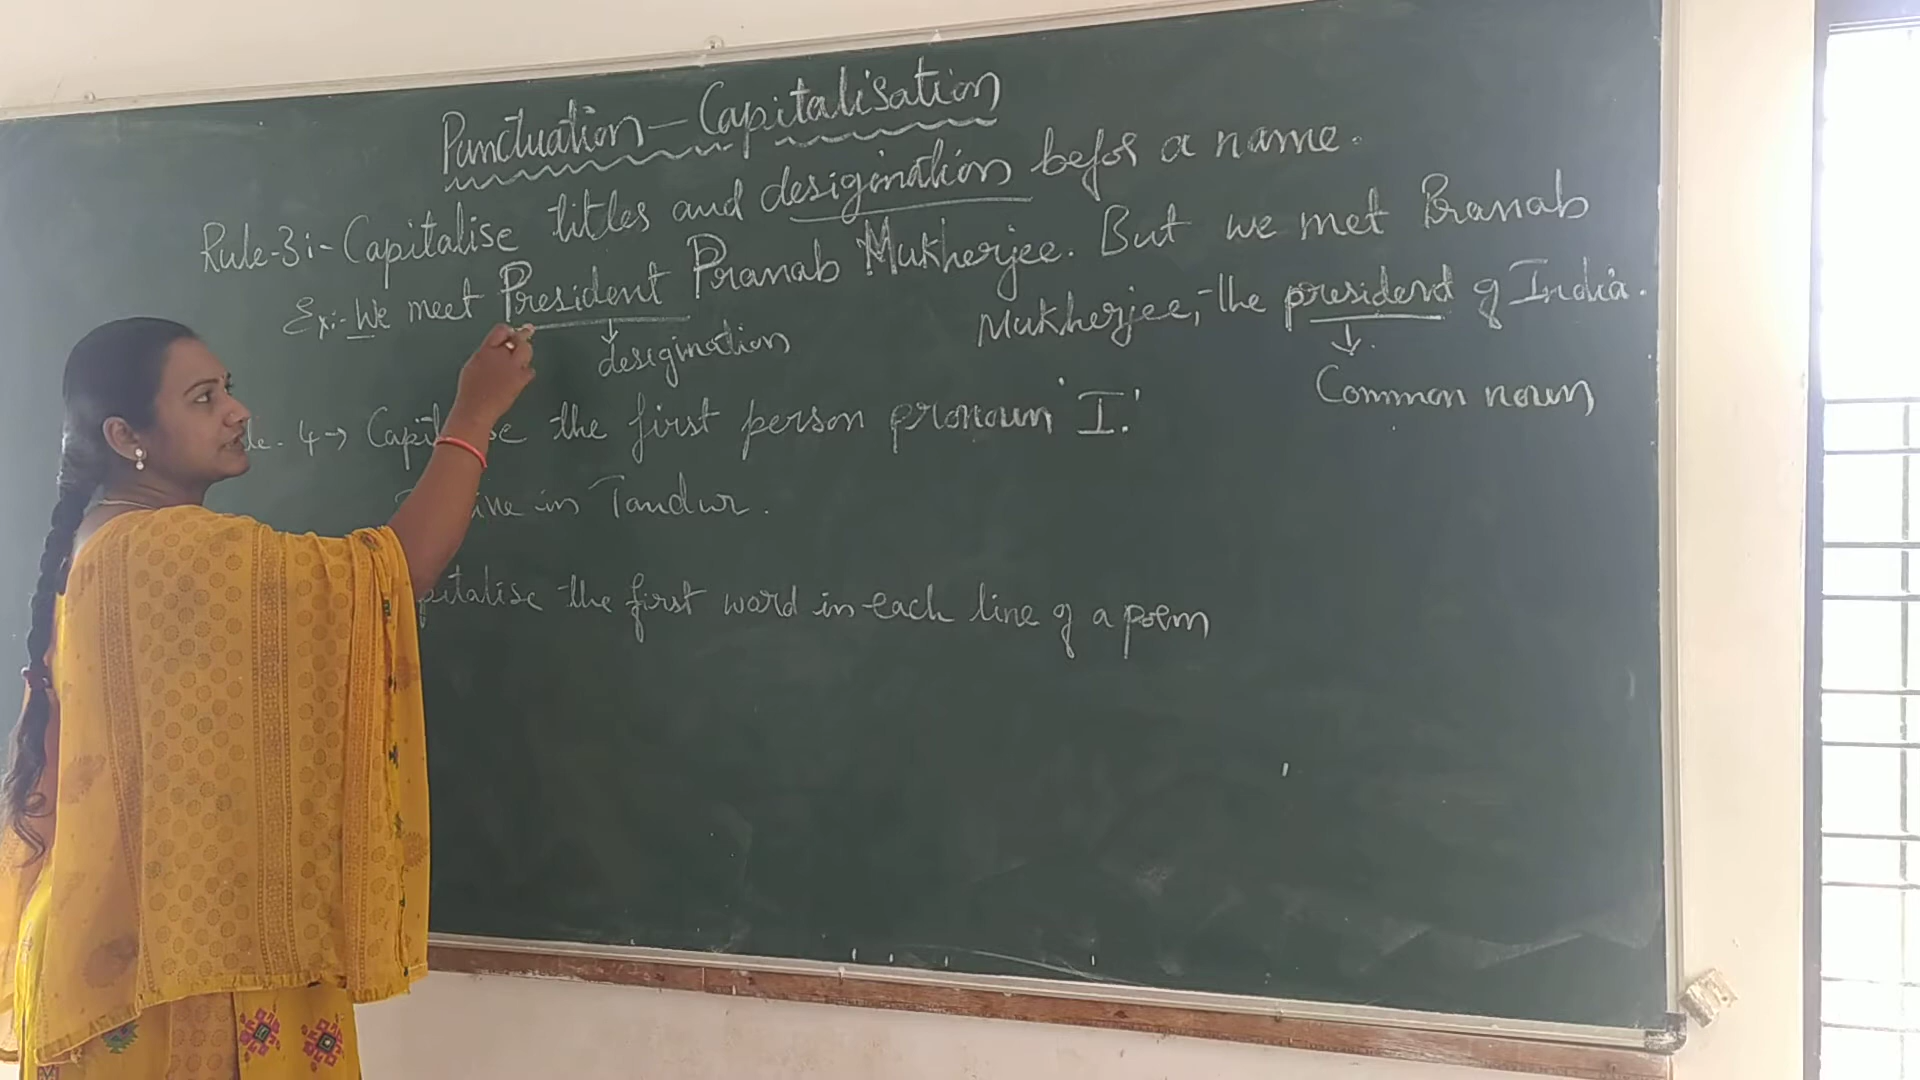 Punctuation - Capitalisation
Rule-3:- Capitalise titles and desigination befor a name.
Ex:- We meet President Pranab Mukherjee. But we met Pranab
Mukherjee, the president of India.
desigination
Common noun
4 → Capitalise the first person pronoun 'I.'
in Tandur.
the first word in each line of a poem